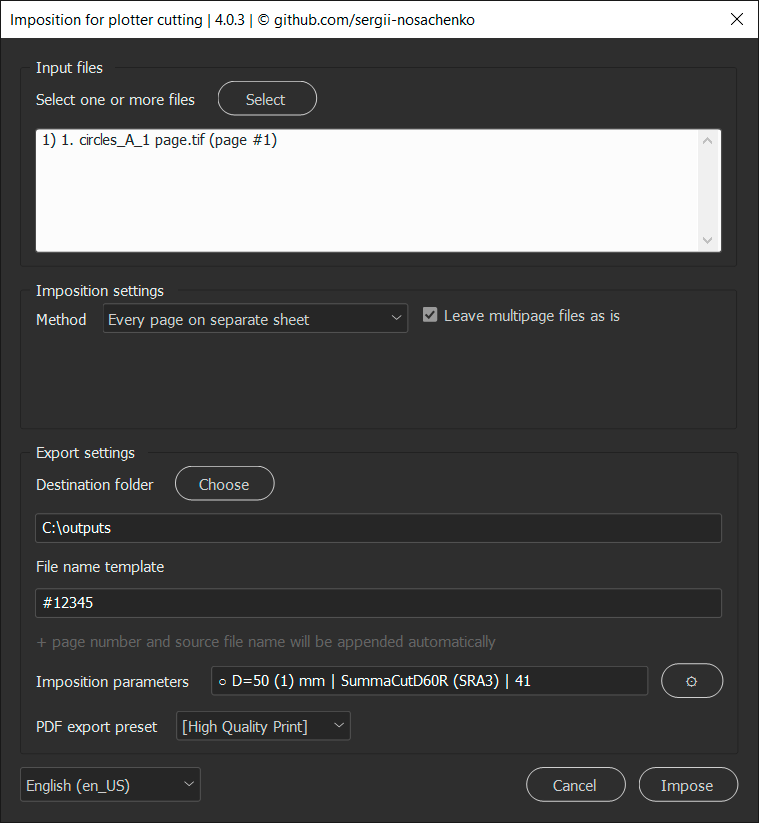 Imposition for plotter cutting | 4.0.3 | © github.com/sergii-nosachenko
Input files
Select one or more files
Select
1) 1. circles_A_1 page.tif (page #1)
Imposition settings
Method
Every page on separate sheet
Leave multipage files as is
Export settings
Destination folder
Choose
C:\outputs
File name template
#12345
+ page number and source file name will be appended automatically
Imposition parameters
○ D=50 (1) mm | SummaCutD60R (SRA3) | 41
PDF export preset
[High Quality Print]
English (en_US)
Cancel
Impose